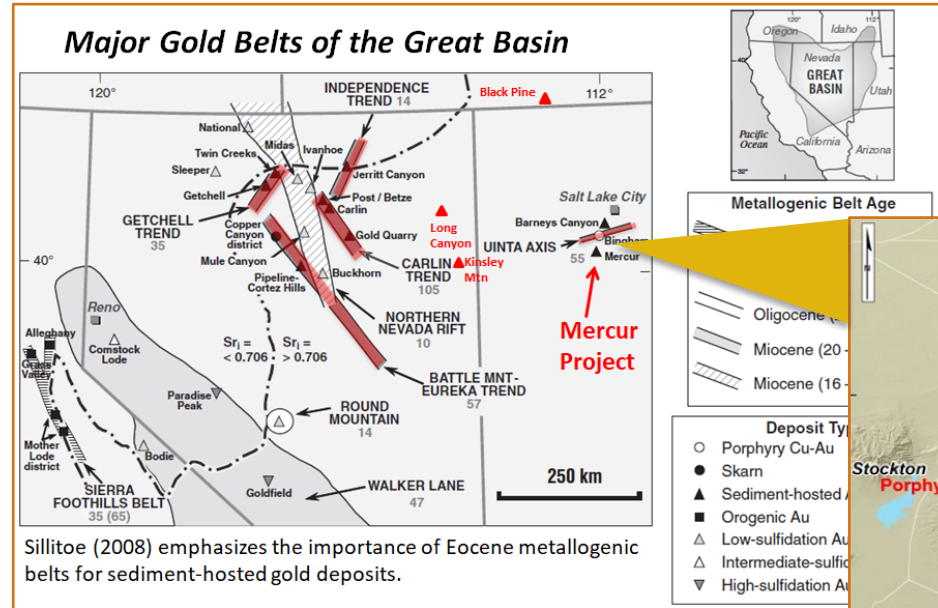 Major Gold Belts of the Great Basin
120°
112°
INDEPENDENCE
TREND 14
Black Pine
National
Midas
Ivanhoe
Twin Creeks
Sleeper
Jerritt Canyon
Getchell
Post / Betze
Carlin
GETCHELL
TREND
35
Copper
Canyon
district
Gold Quarry
Long
Canyon
Mule Canyon
CARLIN
TREND
105
Kinsley
Mtn
40°
Pipeline-
Cortez Hills
Buckhorn
Salt Lake City
Barneys Canyon
UINTA AXIS
55
Bingham
Mercur
Mercur
Project
Reno
NORTHERN
NEVADA RIFT
10
Alleghany
Grass
Valley
Comstock
Lode
Sri =
< 0.706
Sri =
> 0.706
BATTLE MNT-
EUREKA TREND
57
Paradise
Peak
ROUND
MOUNTAIN
14
Mother
Lode
district
Bodie
Goldfield
WALKER LANE
47
SIERRA
FOOTHILLS BELT
35 (65)
250 km
Sillitoe (2008) emphasizes the importance of Eocene metallogenic
belts for sediment-hosted gold deposits.
120°
112°
Oregon
Idaho
40°
Nevada
GREAT
BASIN
Utah
Pacific
Ocean
California
Arizona
32°
Metallogenic Belt Age
Oligocene (
Miocene (20 -
Miocene (16 -
Deposit Ty
Porphyry Cu-Au
Skarn
Sediment-hosted
Orogenic Au
Low-sulfidation Au
Intermediate-sulfid
High-sulfidation Au
N
Stockton
Porphy